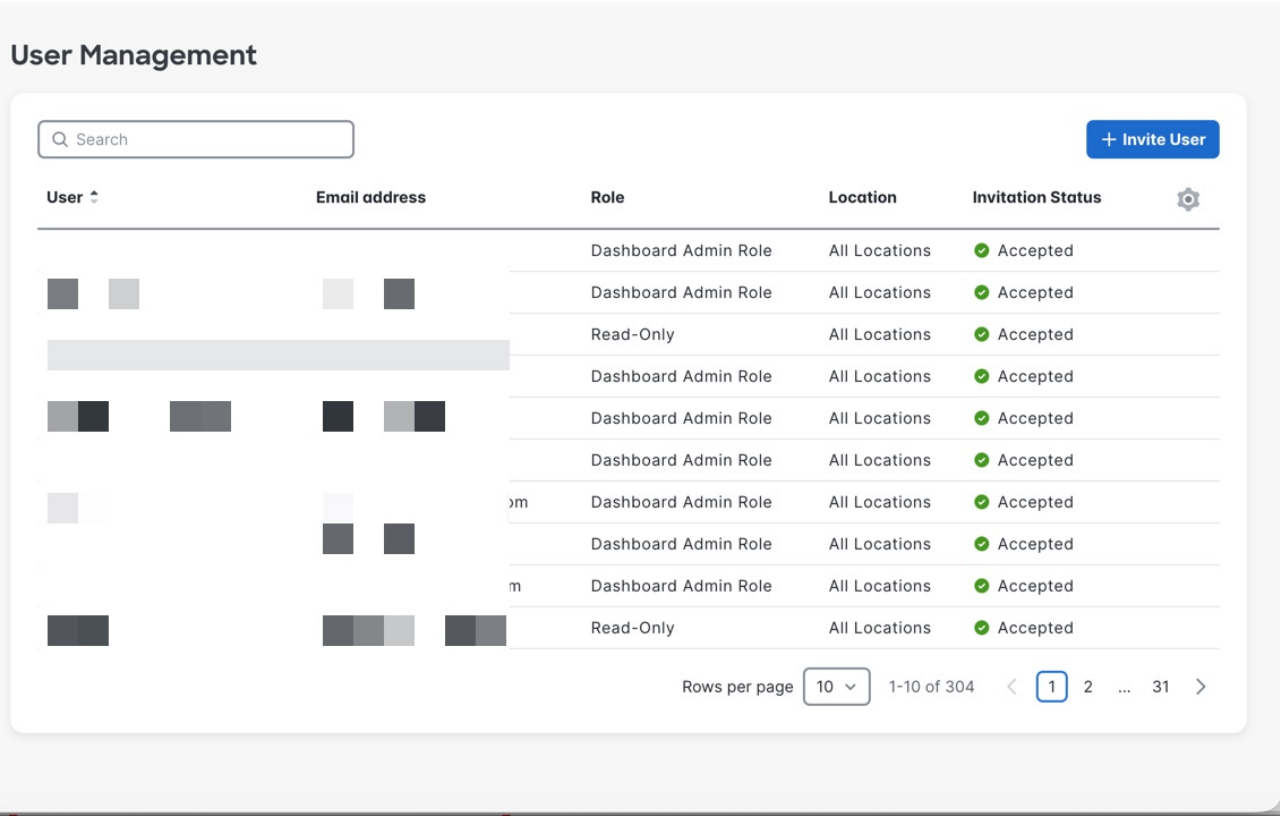 User Management
Search
+ Invite User
User Email address Role Location Invitation Status
Dashboard Admin Role All Locations Accepted
Dashboard Admin Role All Locations Accepted
Read-Only All Locations Accepted
Dashboard Admin Role All Locations Accepted
Dashboard Admin Role All Locations Accepted
Dashboard Admin Role All Locations Accepted
om Dashboard Admin Role All Locations Accepted
Dashboard Admin Role All Locations Accepted
m Dashboard Admin Role All Locations Accepted
Read-Only All Locations Accepted
Rows per page 10 1-10 of 304 1 2 ... 31